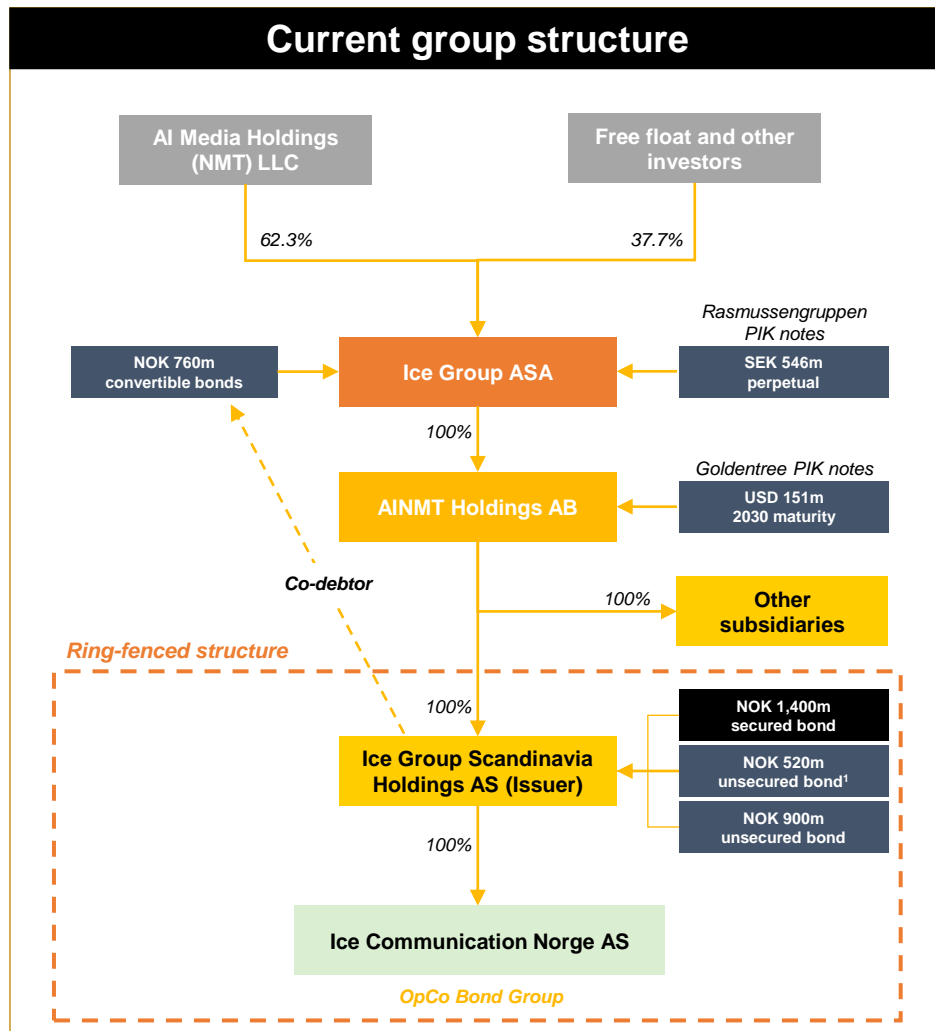 Current group structure
AI Media Holdings
(NMT) LLC
Free float and other
investors
62.3%
37.7%
Rasmussengruppen
PIK notes
NOK 760m
convertible bonds
Ice Group ASA
SEK 546m
perpetual
100%
Goldentree PIK notes
AINMT Holdings AB
USD 151m
2030 maturity
Co-debtor
100%
Other
subsidiaries
Ring-fenced structure
100%
NOK 1,400m
secured bond
Ice Group Scandinavia
Holdings AS (Issuer)
NOK 520m
unsecured bond¹
NOK 900m
unsecured bond
100%
Ice Communication Norge AS
OpCo Bond Group